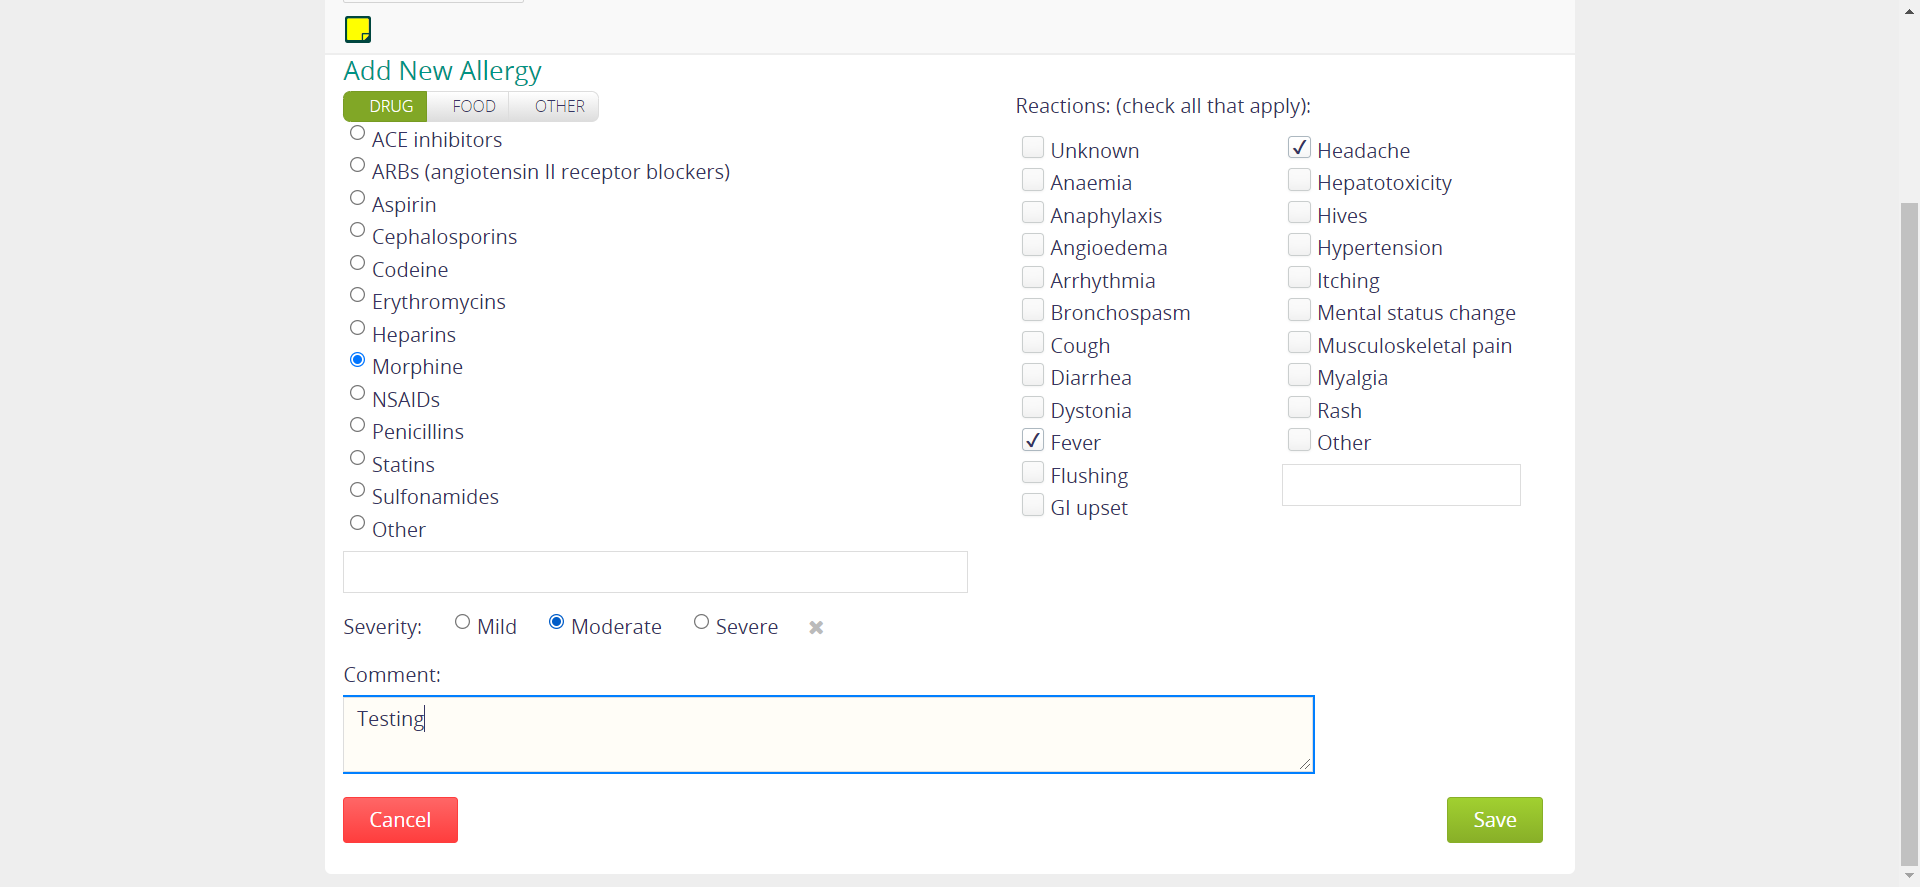 Add New Allergy
DRUG FOOD OTHER
ACE inhibitors
ARBs (angiotensin II receptor blockers)
Aspirin
Cephalosporins
Codeine
Erythromycins
Heparins
Morphine
NSAIDs
Penicillins
Statins
Sulfonamides
Other
Severity: Mild Moderate Severe
Comment:
Testing
Cancel
Reactions: (check all that apply):
Unknown
Anaemia
Anaphylaxis
Angioedema
Arrhythmia
Bronchospasm
Cough
Diarrhea
Dystonia
Fever
Flushing
GI upset
Headache
Hepatotoxicity
Hives
Hypertension
Itching
Mental status change
Musculoskeletal pain
Myalgia
Rash
Other
Save